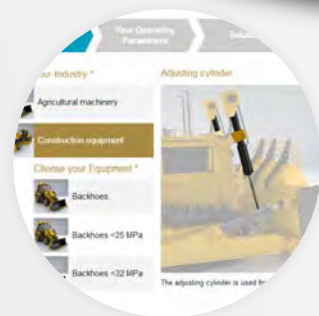 Your Operating
Parameters
our Industry *
Adjusting cylinder
Agricultural machinery
Construction equipment
Choose your Equipment *
Backhoes
Backhoes <25 MPa
Backhoes <32 MPa
The adjusting cylinder is used